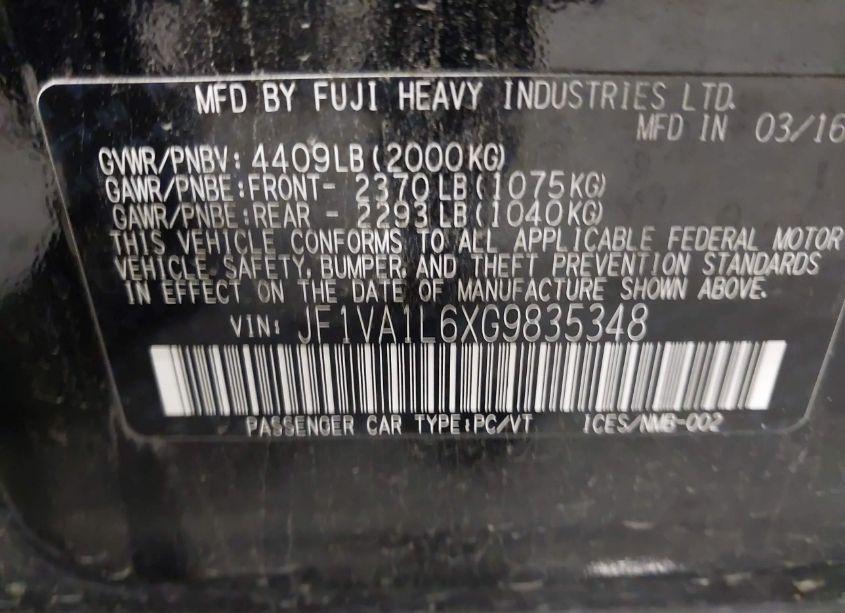 MFD BY FUJI HEAVY INDUSTRIES LTD.
MFD IN 03/16
GVWR/PNBV: 4409LB(2000KG)
GAWR/PNBE:FRONT- 2370LB(1075KG)
GAWR/PNBE:REAR - 2293LB(1040KG)
THIS VEHICLE CONFORMS TO ALL APPLICABLE FEDERAL MOTOR
VEHICLE SAFETY, BUMPER, AND THEFT PREVENTION STANDARDS
IN EFFECT ON THE DATE OF MANUFACTURE SHOWN ABOVE.
VIN: JF1VA1L6XG9835348
PASSENGER CAR TYPE:PC/VT ICES/NMB-002